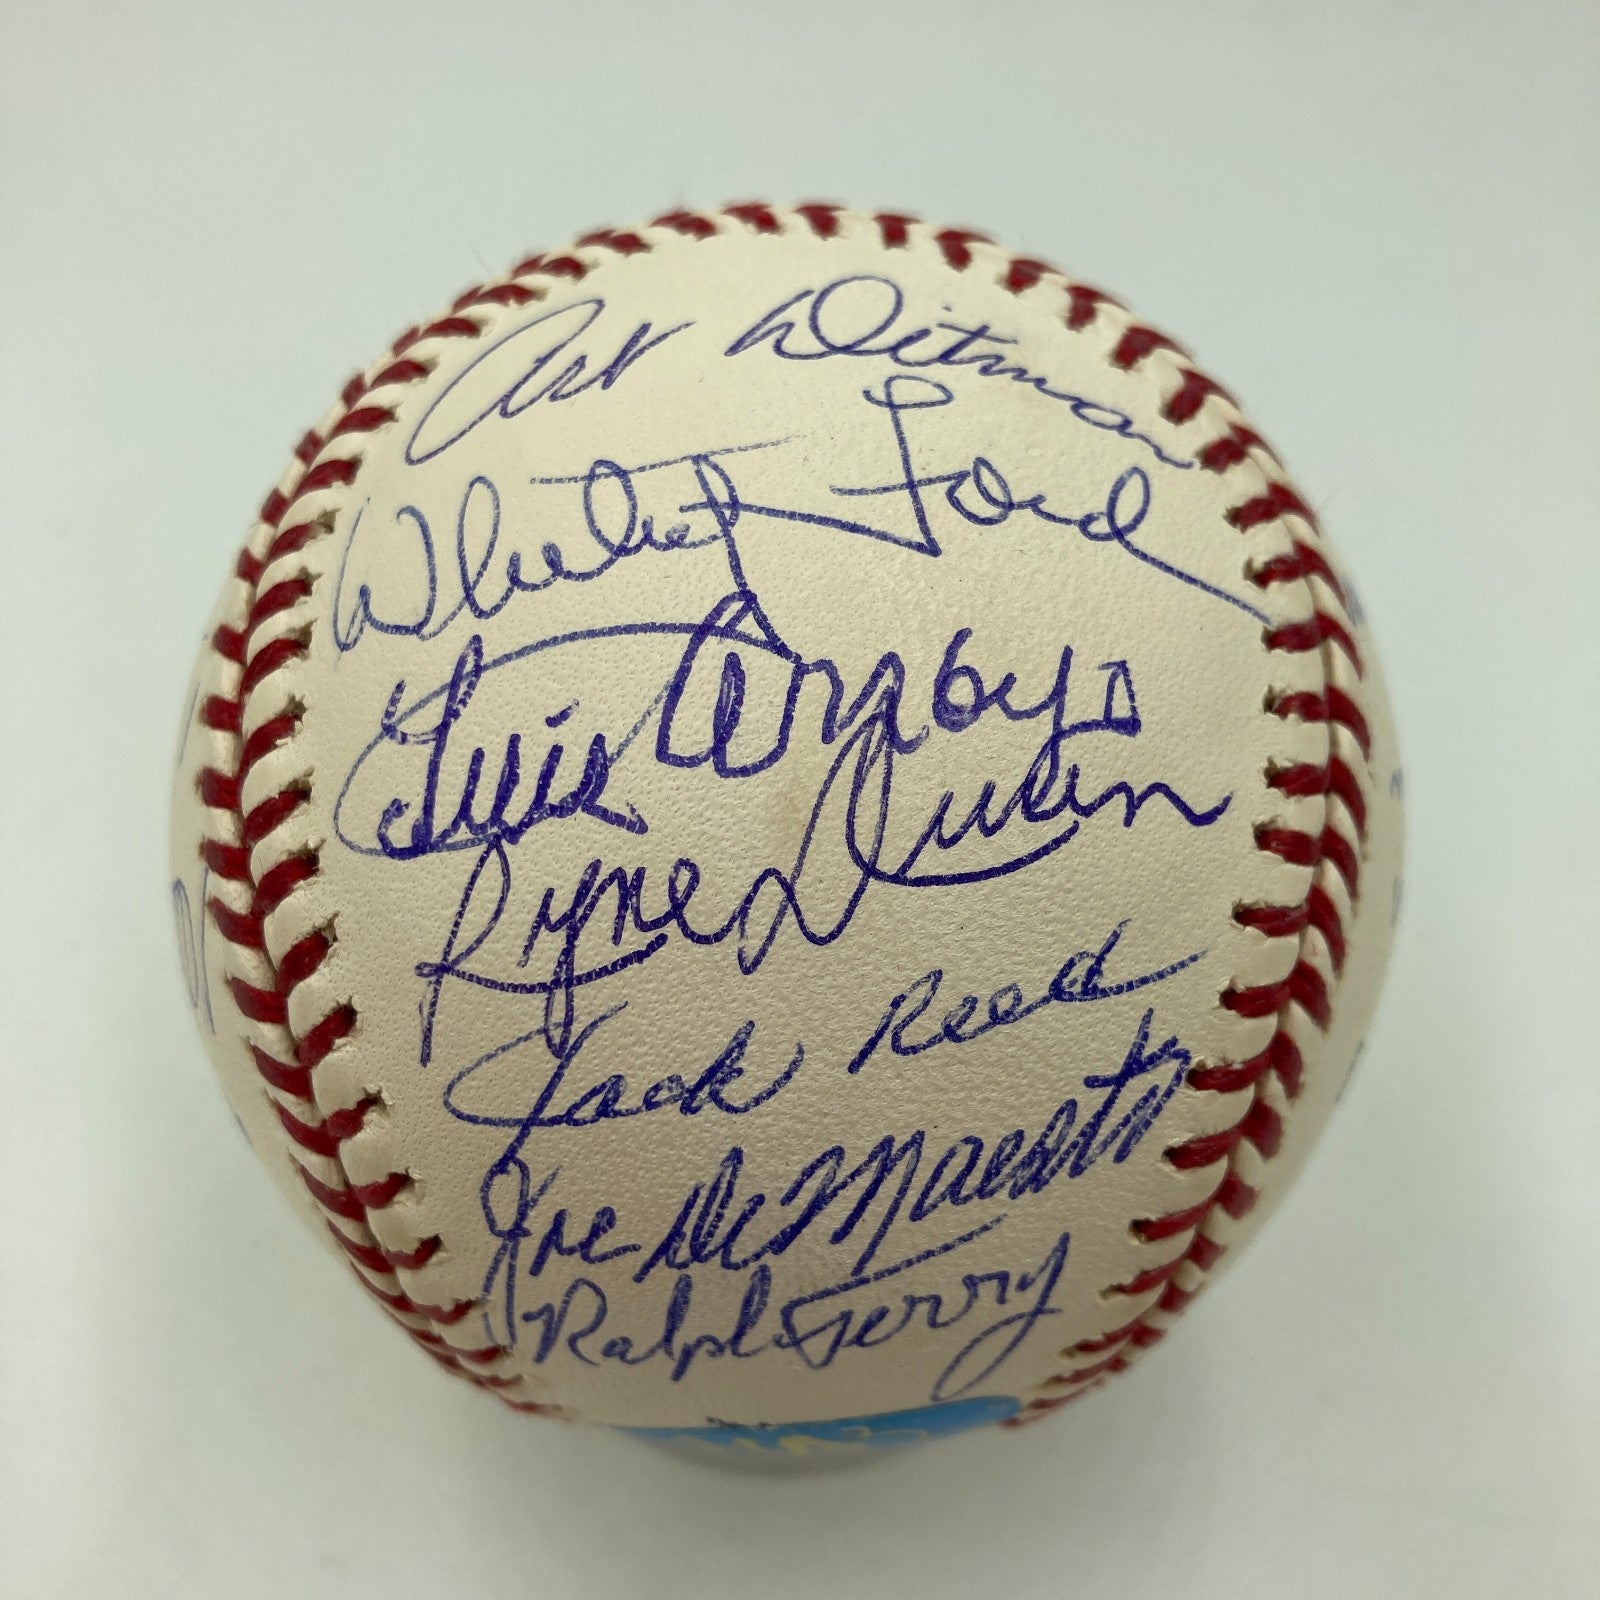 Art Ditmar
Whitey Ford
Luis Arroyo
Ryne Duren
Jack Reed
Joe DeMaestri
Ralph Terry